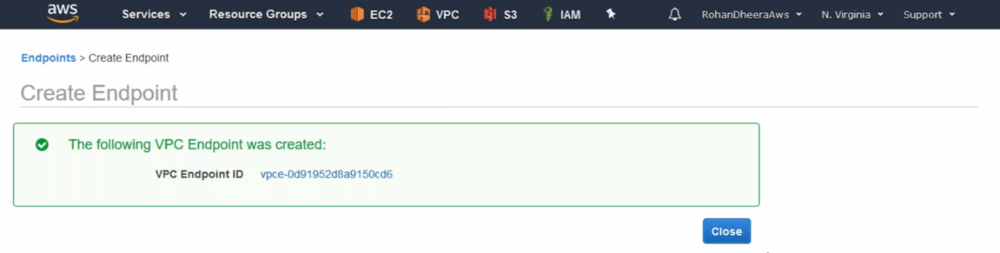 aws Services Resource Groups EC2 VPC S3 IAM RohanDheeraAws N. Virginia Support
Endpoints > Create Endpoint
Create Endpoint
The following VPC Endpoint was created:
VPC Endpoint ID vpce-0d91952d8a9150cd6
Close